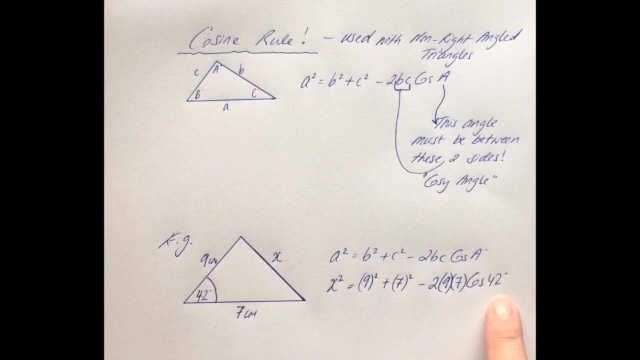 Cosine Rule! - used with Non-Right Angled
Triangles
c A b
B C
a
a² = b² + c² - 2bc Cos A
This angle
must be between
these 2 sides!
"Cosy Angle"
E.g.
9cm x
42°
7cm
a² = b² + c² - 2bc Cos A
x² = (9)² + (7)² - 2(9)(7) Cos 42°